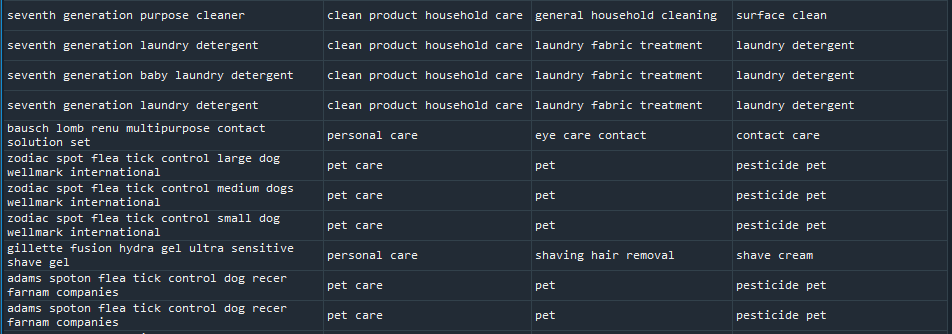 seventh generation purpose cleaner clean product household care general household cleaning surface clean
seventh generation laundry detergent clean product household care laundry fabric treatment laundry detergent
seventh generation baby laundry detergent clean product household care laundry fabric treatment laundry detergent
seventh generation laundry detergent clean product household care laundry fabric treatment laundry detergent
bausch lomb renu multipurpose contact
solution set personal care eye care contact contact care
zodiac spot flea tick control large dog
wellmark international pet care pet pesticide pet
zodiac spot flea tick control medium dogs
wellmark international pet care pet pesticide pet
zodiac spot flea tick control small dog
wellmark international pet care pet pesticide pet
gillette fusion hydra gel ultra sensitive
shave gel personal care shaving hair removal shave cream
adams spoton flea tick control dog recer
farnam companies pet care pet pesticide pet
adams spoton flea tick control dog recer
farnam companies pet care pet pesticide pet